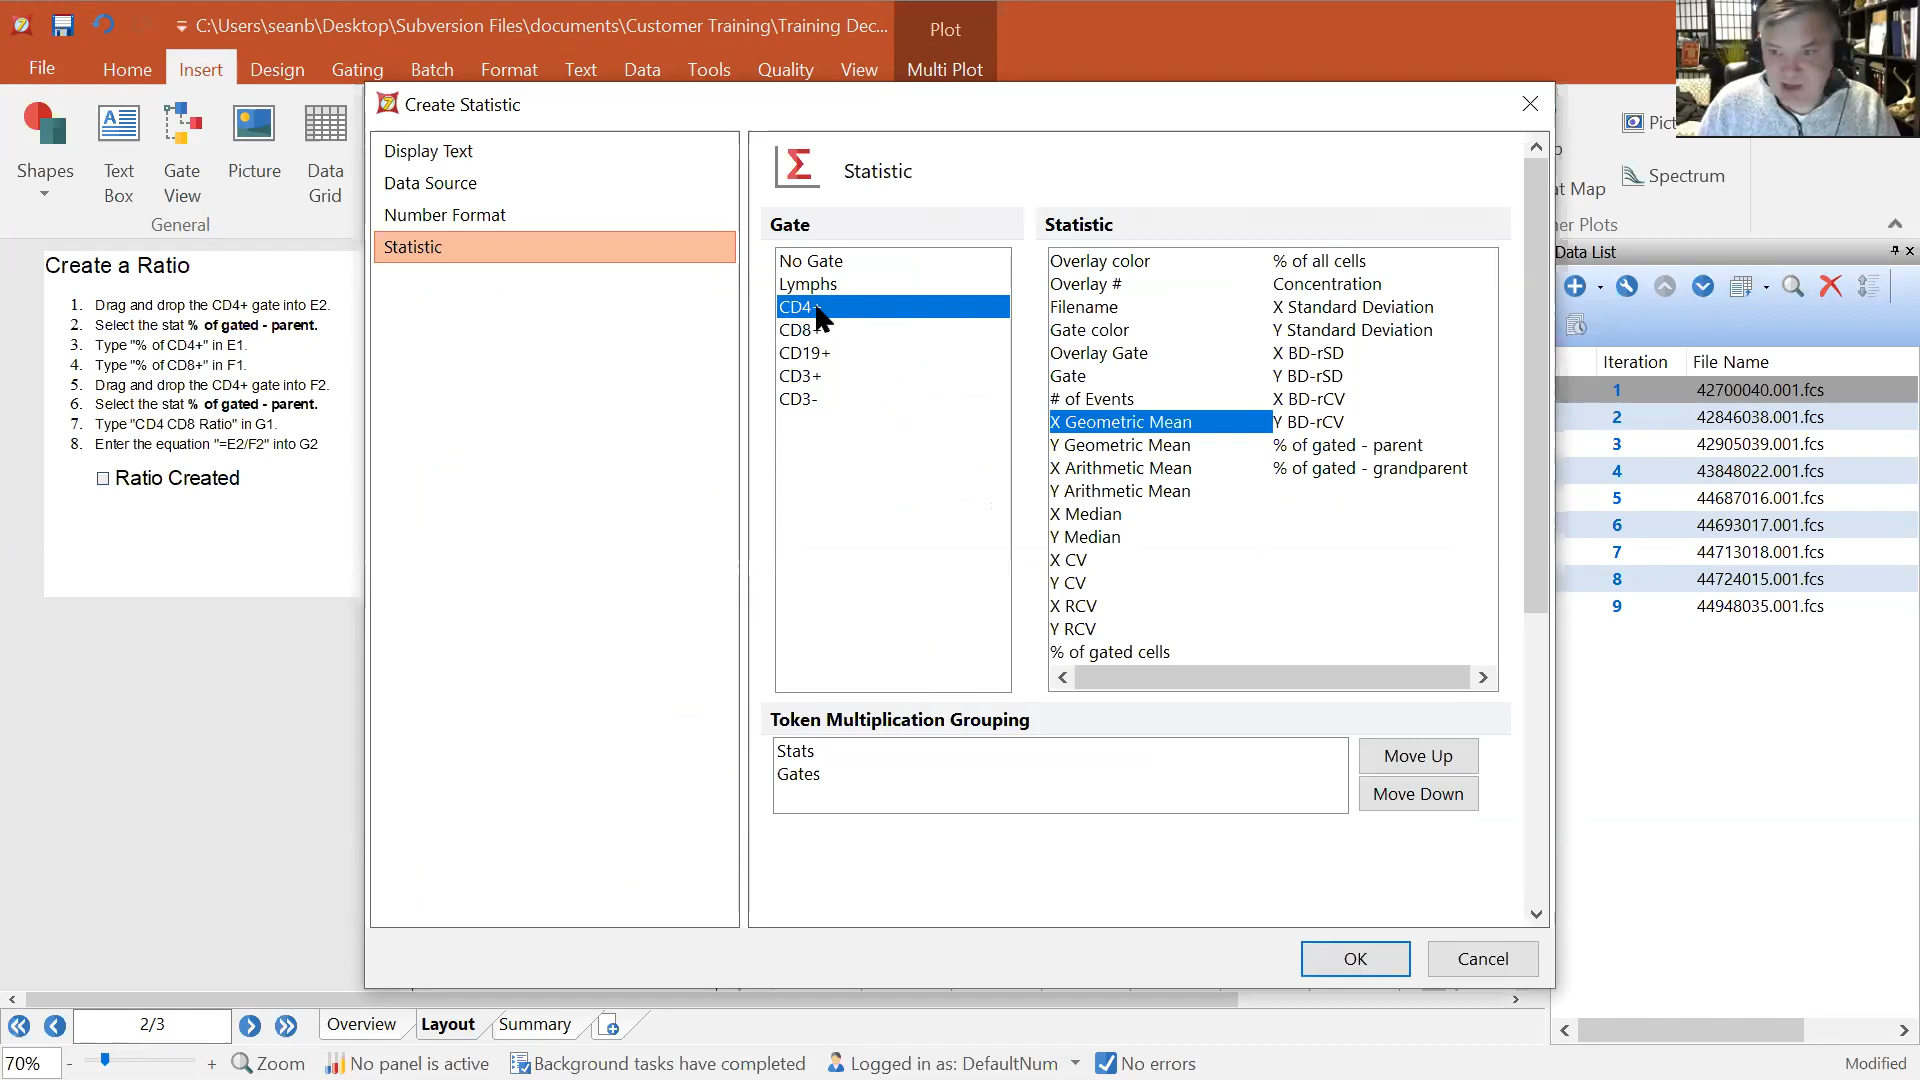 C:\Users\seanb\Desktop\Subversion Files\documents\Customer Training\Training Dec...
Plot
File
Home
Insert
Design
Gating
Batch
Format
Text
Data
Tools
Quality
View
Multi Plot
Shapes
Text
Box
Gate
View
Picture
Data
Grid
General
Spectrum
Create a Ratio
1. Drag and drop the CD4+ gate into E2.
2. Select the stat % of gated - parent.
3. Type "% of CD4+" in E1.
4. Type "% of CD8+" in F1.
5. Drag and drop the CD4+ gate into F2.
6. Select the stat % of gated - parent.
7. Type "CD4 CD8 Ratio" in G1.
8. Enter the equation "=E2/F2" into G2
Ratio Created
Create Statistic
Display Text
Data Source
Number Format
Statistic
Statistic
Gate
No Gate
Lymphs
CD4+
CD8+
CD19+
CD3+
CD3-
Statistic
Overlay color
Overlay #
Filename
Gate color
Overlay Gate
Gate
# of Events
X Geometric Mean
Y Geometric Mean
X Arithmetic Mean
Y Arithmetic Mean
X Median
Y Median
X CV
Y CV
X RCV
Y RCV
% of gated cells
% of all cells
Concentration
X Standard Deviation
Y Standard Deviation
X BD-rSD
Y BD-rSD
X BD-rCV
Y BD-rCV
% of gated - parent
% of gated - grandparent
Token Multiplication Grouping
Stats
Gates
Move Up
Move Down
OK
Cancel
Map
Plots
Data List
Iteration File Name
1 42700040.001.fcs
2 42846038.001.fcs
3 42905039.001.fcs
4 43848022.001.fcs
5 44687016.001.fcs
6 44693017.001.fcs
7 44713018.001.fcs
8 44724015.001.fcs
9 44948035.001.fcs
2/3
Overview
Layout
Summary
70%
- +
Zoom
No panel is active
Background tasks have completed
Logged in as: DefaultNum
No errors
Modified